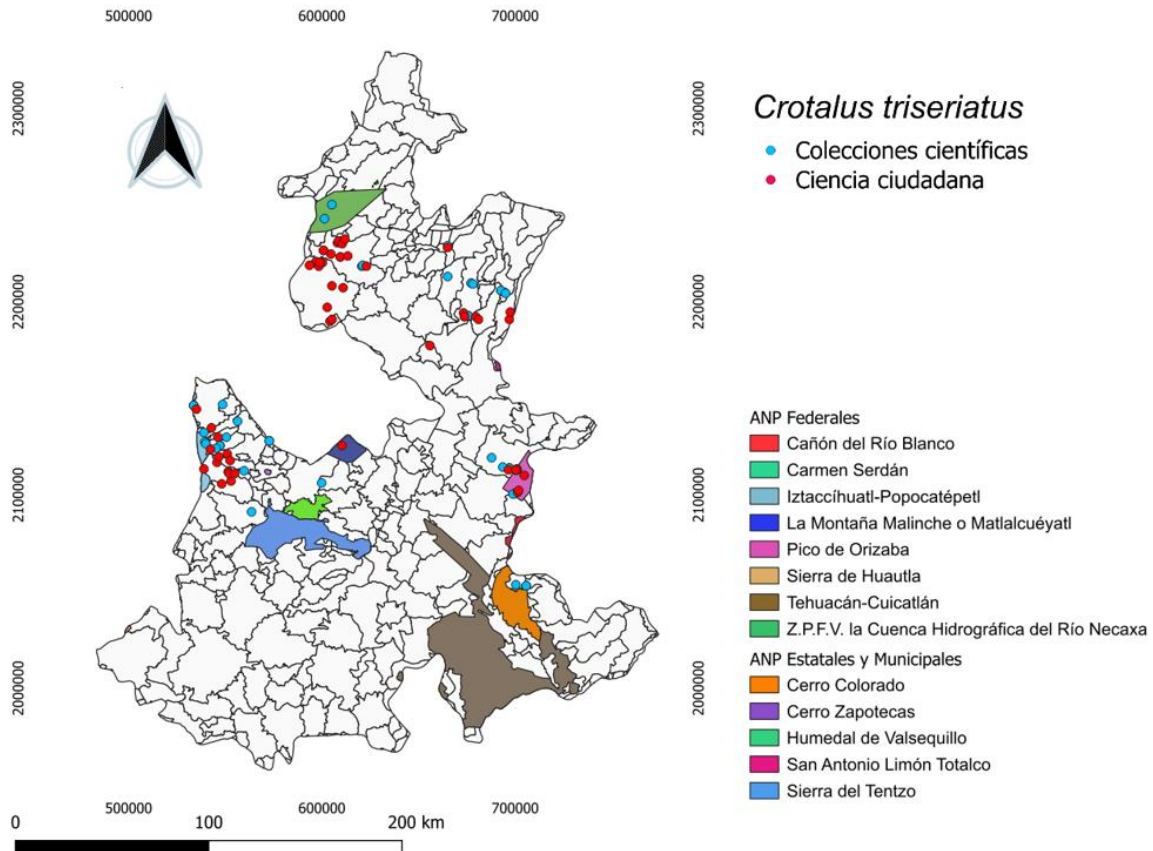 500000 600000 700000
2300000
2300000
Crotalus triseriatus
Colecciones científicas
Ciencia ciudadana
2200000
2200000
ANP Federales
Cañón del Río Blanco
Carmen Serdán
Iztaccíhuatl-Popocatépetl
La Montaña Malinche o Matlalcuéyatl
Pico de Orizaba
Sierra de Huautla
Tehuacán-Cuicatlán
Z.P.F.V. la Cuenca Hidrográfica del Río Necaxa
ANP Estatales y Municipales
Cerro Colorado
Cerro Zapotecas
Humedal de Valsequillo
San Antonio Limón Totalco
Sierra del Tentzo
2100000
2100000
2000000
2000000
500000 600000 700000
0 100 200 km